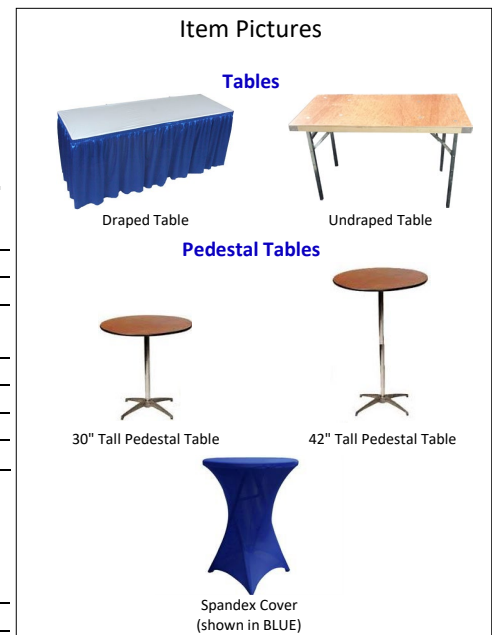 Item Pictures
Tables
Draped Table
Undraped Table
Pedestal Tables
30" Tall Pedestal Table
42" Tall Pedestal Table
Spandex Cover
(shown in BLUE)